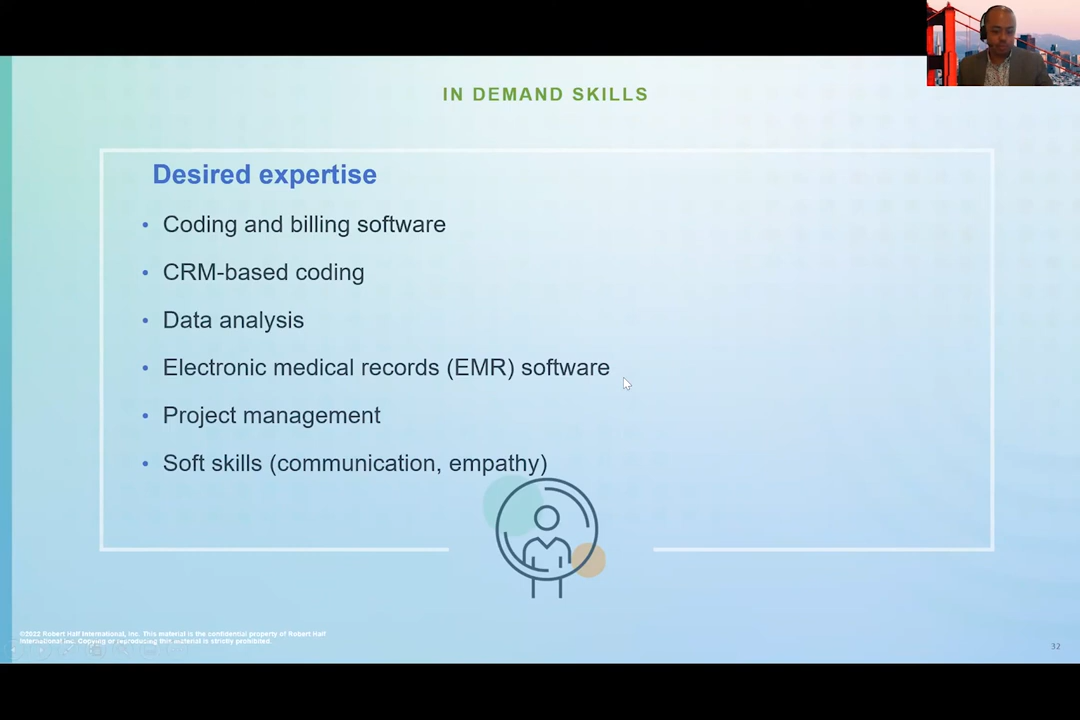 IN DEMAND SKILLS
Desired expertise
• Coding and billing software
• CRM-based coding
• Data analysis
• Electronic medical records (EMR) software
• Project management
• Soft skills (communication, empathy)
©2022 Robert Half International, Inc. This material is the confidential property of Robert Half
International Inc. Copying or reproducing this material is strictly prohibited.
32